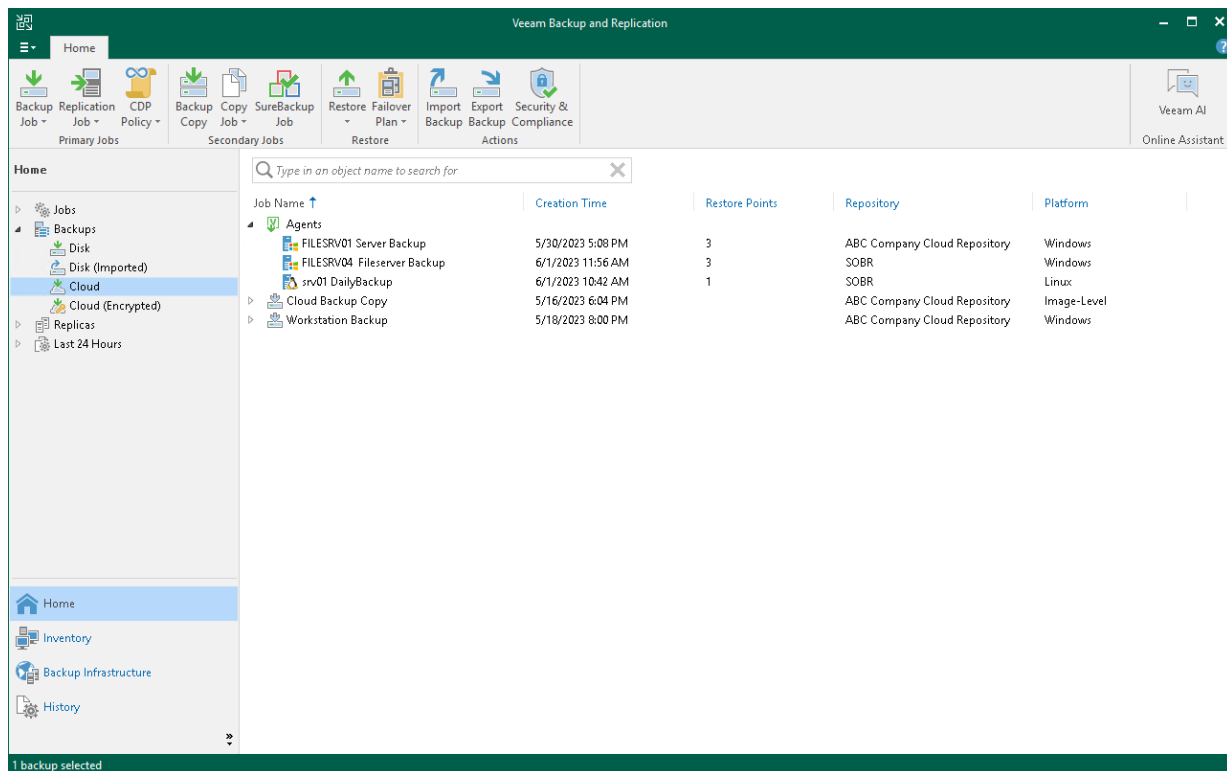 Veeam Backup and Replication
Home
Backup Job
Replication Job
CDP Policy
Primary Jobs
Backup Copy
Copy Job
SureBackup Job
Secondary Jobs
Restore
Failover Plan
Restore
Import Backup
Export Backup
Security & Compliance
Actions
Veeam AI
Online Assistant
Home
Jobs
Backups
Disk
Disk (Imported)
Cloud
Cloud (Encrypted)
Replicas
Last 24 Hours
Home
Inventory
Backup Infrastructure
History
Type in an object name to search for
Job Name Creation Time Restore Points Repository Platform
Agents
FILESRV01 Server Backup 5/30/2023 5:08 PM 3 ABC Company Cloud Repository Windows
FILESRV04 Fileserver Backup 6/1/2023 11:56 AM 3 SOBR Windows
srv01 DailyBackup 6/1/2023 10:42 AM 1 SOBR Linux
Cloud Backup Copy 5/16/2023 6:04 PM ABC Company Cloud Repository Image-Level
Workstation Backup 5/18/2023 8:00 PM ABC Company Cloud Repository Windows
1 backup selected